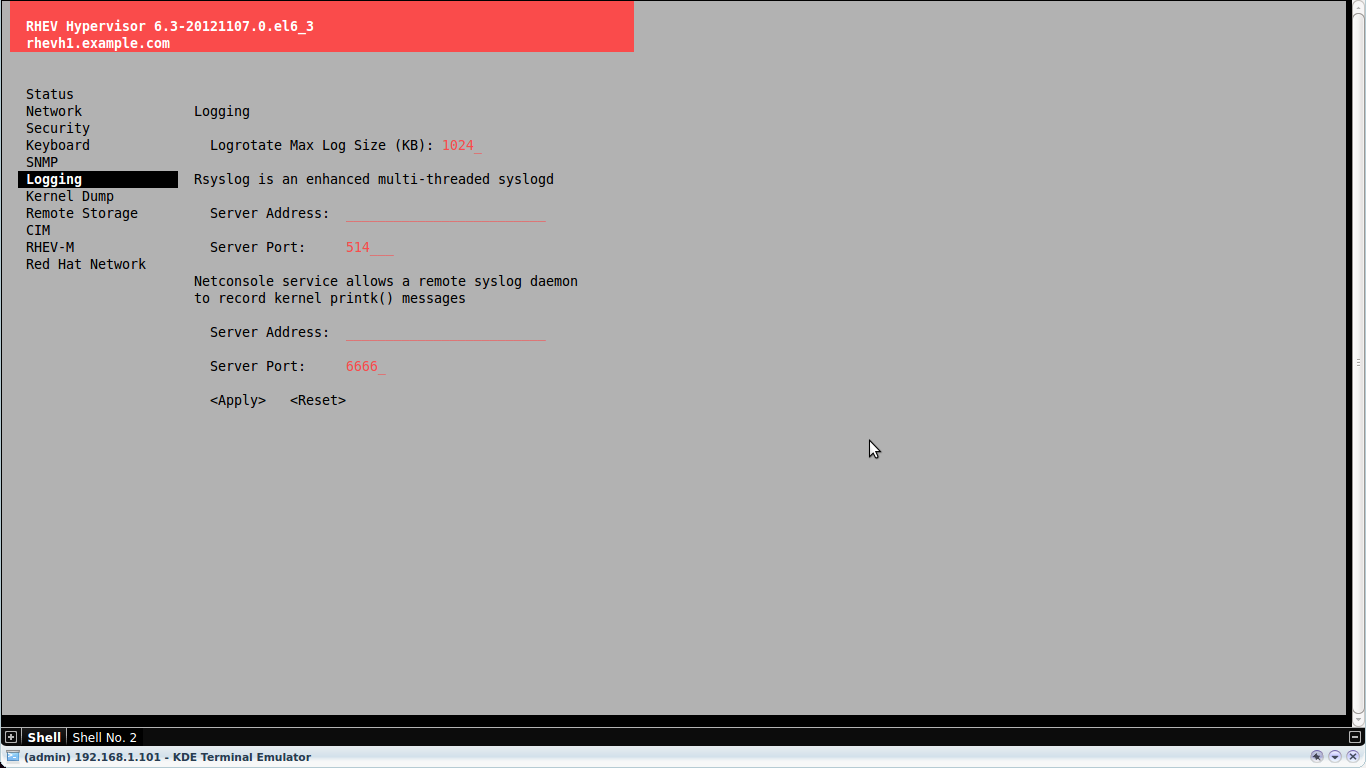 RHEV Hypervisor 6.3-20121107.0.el6_3
rhevh1.example.com
Status
Network
Security
Keyboard
SNMP
Logging
Kernel Dump
Remote Storage
CIM
RHEV-M
Red Hat Network
Logging
Logrotate Max Log Size (KB): 1024_
Rsyslog is an enhanced multi-threaded syslogd
Server Address: _________________________
Server Port: 514___
Netconsole service allows a remote syslog daemon
to record kernel printk() messages
Server Address: _________________________
Server Port: 6666_
<Apply> <Reset>
Shell Shell No. 2
(admin) 192.168.1.101 - KDE Terminal Emulator